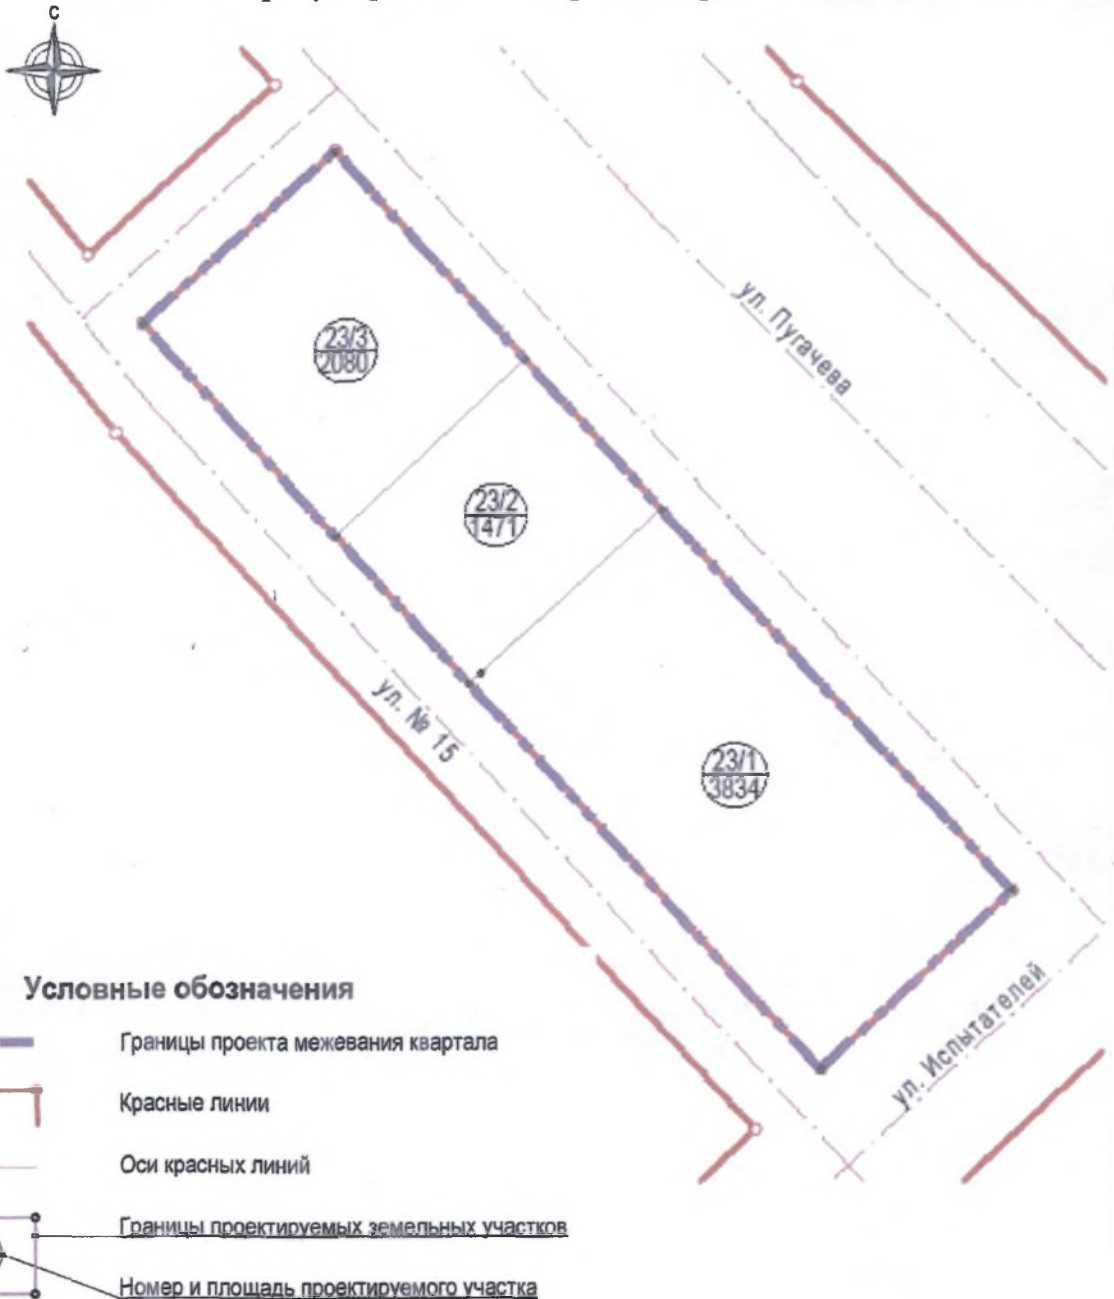 С
23/3
2080
ул. Пугачева
23/2
1471
ул. № 15
23/1
3834
ул. Испытателей
Условные обозначения
Границы проекта межевания квартала
Красные линии
Оси красных линий
Границы проектируемых земельных участков
Номер и площадь проектируемого участка